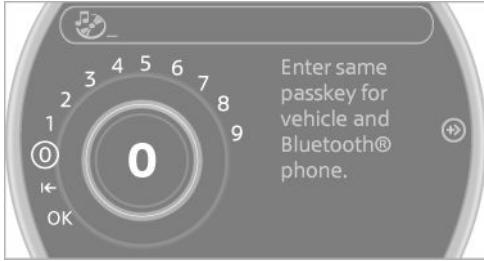 _
4 5 6
3 7
2 8
1 9
0 0
OK
Enter same
passkey for
vehicle and
Bluetooth®
phone.